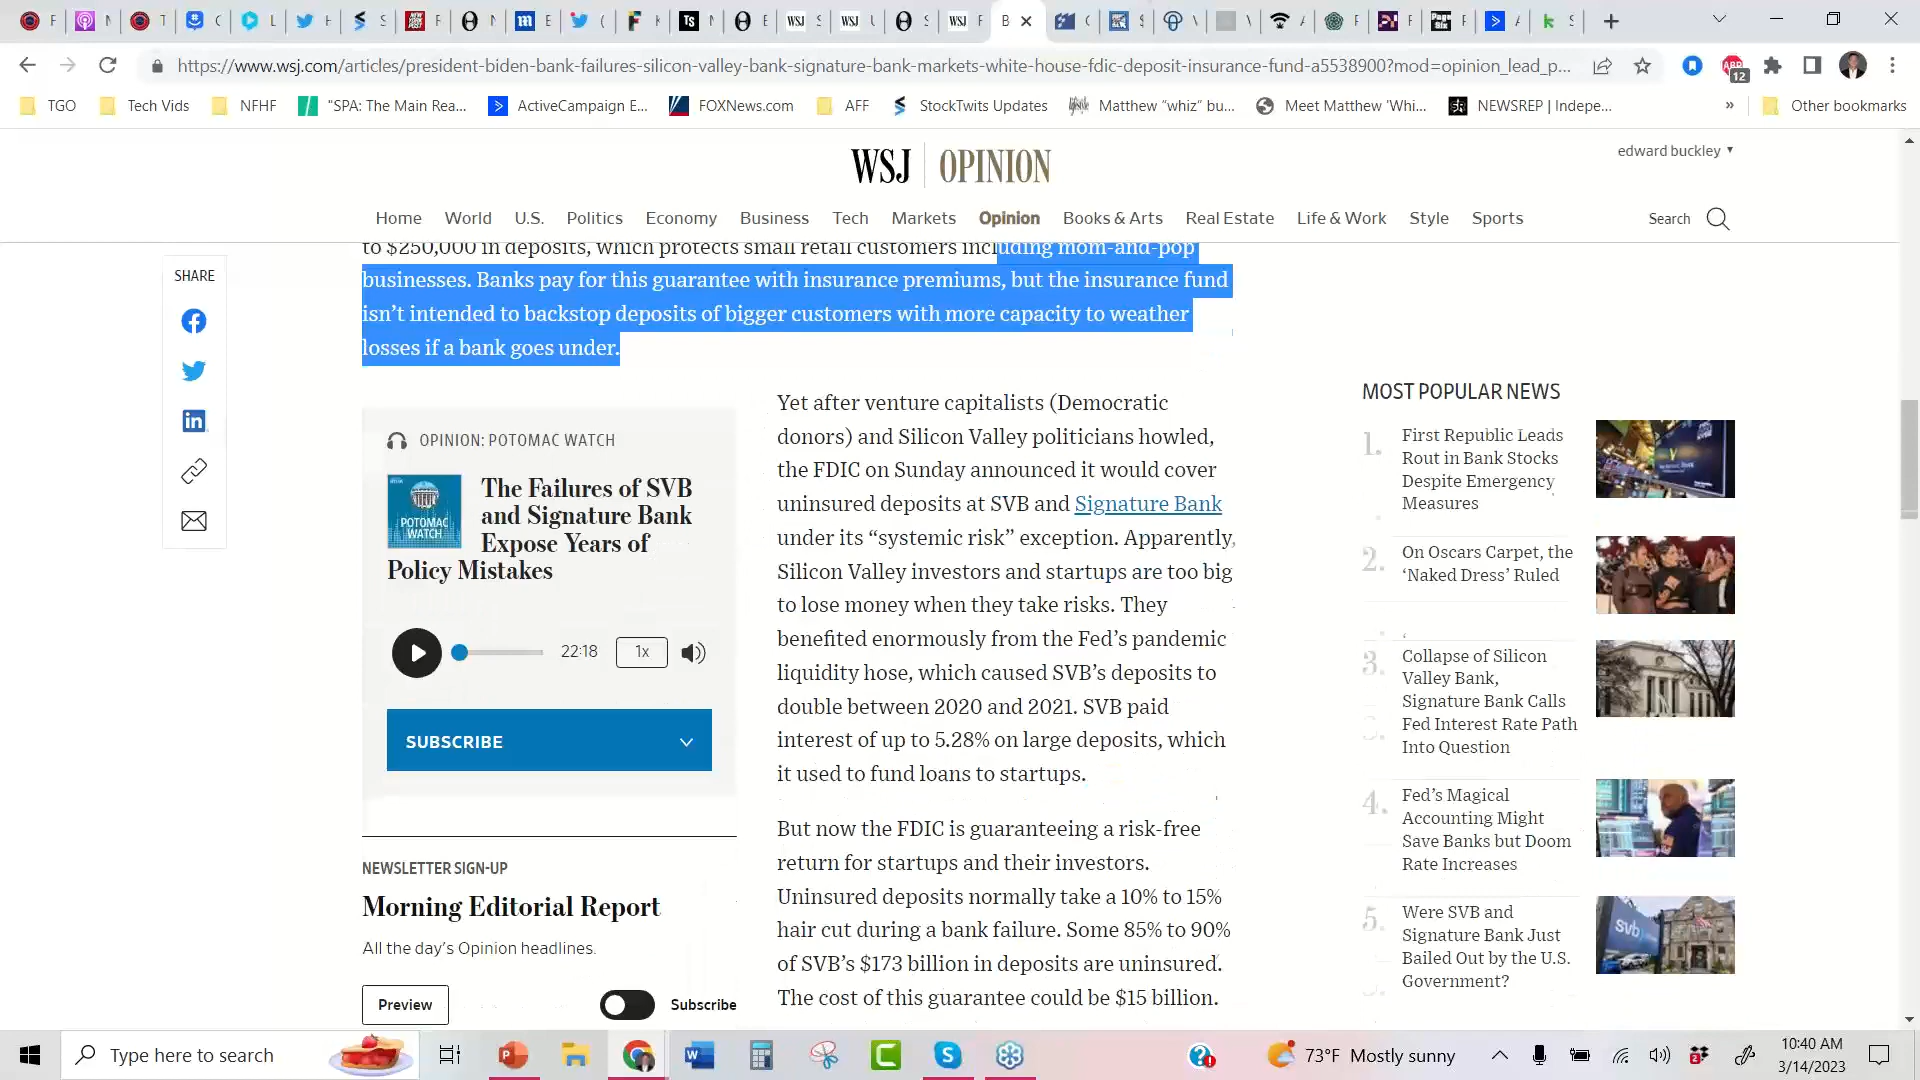 https://www.wsj.com/articles/president-biden-bank-failures-silicon-valley-bank-signature-bank-markets-white-house-fdic-deposit-insurance-fund-a5538900?mod=opinion_lead_p...
12
TGO
Tech Vids
NFHF
"SPA: The Main Rea...
ActiveCampaign E...
FOXNews.com
AFF
StockTwits Updates
Matthew "whiz" bu...
Meet Matthew 'Whi...
NEWSREP | Indepe...
»
Other bookmarks
WSJ OPINION
edward buckley
Home World U.S. Politics Economy Business Tech Markets Opinion Books & Arts Real Estate Life & Work Style Sports
Search
SHARE
to $250,000 in deposits, which protects small retail customers including mom-and-pop
businesses. Banks pay for this guarantee with insurance premiums, but the insurance fund
isn't intended to backstop deposits of bigger customers with more capacity to weather
losses if a bank goes under.
OPINION: POTOMAC WATCH
POTOMAC
WATCH
The Failures of SVB
and Signature Bank
Expose Years of
Policy Mistakes
22:18
1x
SUBSCRIBE
NEWSLETTER SIGN-UP
Morning Editorial Report
All the day's Opinion headlines.
Preview
Subscribe
Yet after venture capitalists (Democratic
donors) and Silicon Valley politicians howled,
the FDIC on Sunday announced it would cover
uninsured deposits at SVB and Signature Bank
under its “systemic risk” exception. Apparently,
Silicon Valley investors and startups are too big
to lose money when they take risks. They
benefited enormously from the Fed's pandemic
liquidity hose, which caused SVB's deposits to
double between 2020 and 2021. SVB paid
interest of up to 5.28% on large deposits, which
it used to fund loans to startups.
But now the FDIC is guaranteeing a risk-free
return for startups and their investors.
Uninsured deposits normally take a 10% to 15%
hair cut during a bank failure. Some 85% to 90%
of SVB's $173 billion in deposits are uninsured.
The cost of this guarantee could be $15 billion.
MOST POPULAR NEWS
1.
First Republic Leads
Rout in Bank Stocks
Despite Emergency
Measures
2.
On Oscars Carpet, the
‘Naked Dress’ Ruled
3.
Collapse of Silicon
Valley Bank,
Signature Bank Calls
Fed Interest Rate Path
Into Question
4.
Fed's Magical
Accounting Might
Save Banks but Doom
Rate Increases
5.
Were SVB and
Signature Bank Just
Bailed Out by the U.S.
Government?
svb
Type here to search
73°F Mostly sunny
10:40 AM
3/14/2023